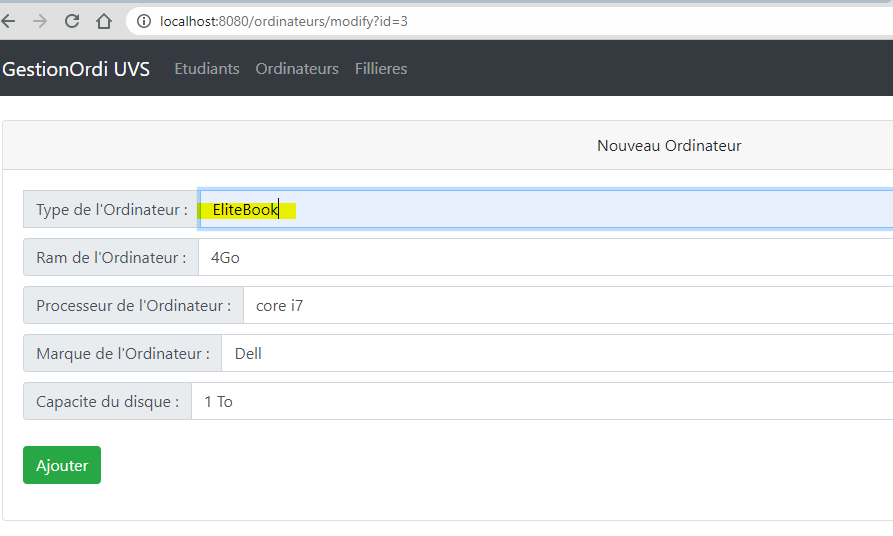 localhost:8080/ordinateurs/modify?id=3
GestionOrdi UVS Etudiants Ordinateurs Fillieres
Nouveau Ordinateur
Type de l'Ordinateur : EliteBook
Ram de l'Ordinateur : 4Go
Processeur de l'Ordinateur : core i7
Marque de l'Ordinateur : Dell
Capacite du disque : 1 To
Ajouter